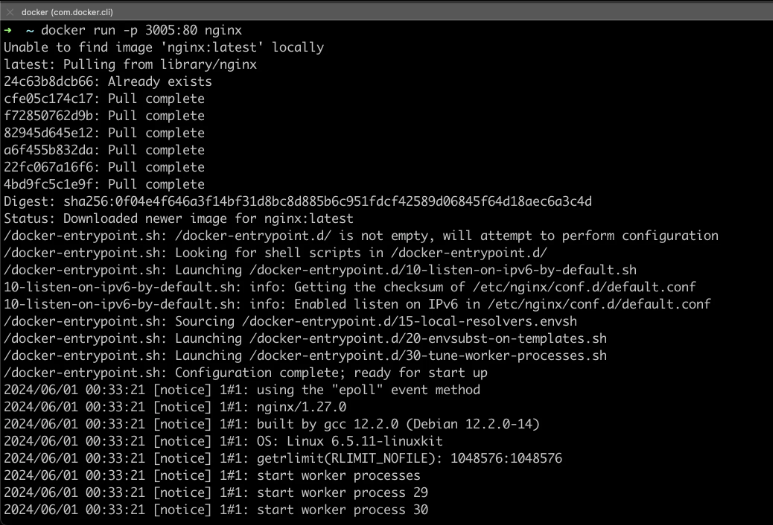 docker (com.docker.cli)
➜ ~ docker run -p 3005:80 nginx
Unable to find image 'nginx:latest' locally
latest: Pulling from library/nginx
24c63b8dcb66: Already exists
cfe05c174c17: Pull complete
f72850762d9b: Pull complete
82945d645e12: Pull complete
a6f455b832da: Pull complete
22fc067a16f6: Pull complete
4bd9fc5c1e9f: Pull complete
Digest: sha256:0f04e4f646a3f14bf31d8bc8d885b6c951fdcf42589d06845f64d18aec6a3c4d
Status: Downloaded newer image for nginx:latest
/docker-entrypoint.sh: /docker-entrypoint.d/ is not empty, will attempt to perform configuration
/docker-entrypoint.sh: Looking for shell scripts in /docker-entrypoint.d/
/docker-entrypoint.sh: Launching /docker-entrypoint.d/10-listen-on-ipv6-by-default.sh
10-listen-on-ipv6-by-default.sh: info: Getting the checksum of /etc/nginx/conf.d/default.conf
10-listen-on-ipv6-by-default.sh: info: Enabled listen on IPv6 in /etc/nginx/conf.d/default.conf
/docker-entrypoint.sh: Sourcing /docker-entrypoint.d/15-local-resolvers.envsh
/docker-entrypoint.sh: Launching /docker-entrypoint.d/20-envsubst-on-templates.sh
/docker-entrypoint.sh: Launching /docker-entrypoint.d/30-tune-worker-processes.sh
/docker-entrypoint.sh: Configuration complete; ready for start up
2024/06/01 00:33:21 [notice] 1#1: using the "epoll" event method
2024/06/01 00:33:21 [notice] 1#1: nginx/1.27.0
2024/06/01 00:33:21 [notice] 1#1: built by gcc 12.2.0 (Debian 12.2.0-14)
2024/06/01 00:33:21 [notice] 1#1: OS: Linux 6.5.11-linuxkit
2024/06/01 00:33:21 [notice] 1#1: getrlimit(RLIMIT_NOFILE): 1048576:1048576
2024/06/01 00:33:21 [notice] 1#1: start worker processes
2024/06/01 00:33:21 [notice] 1#1: start worker process 29
2024/06/01 00:33:21 [notice] 1#1: start worker process 30